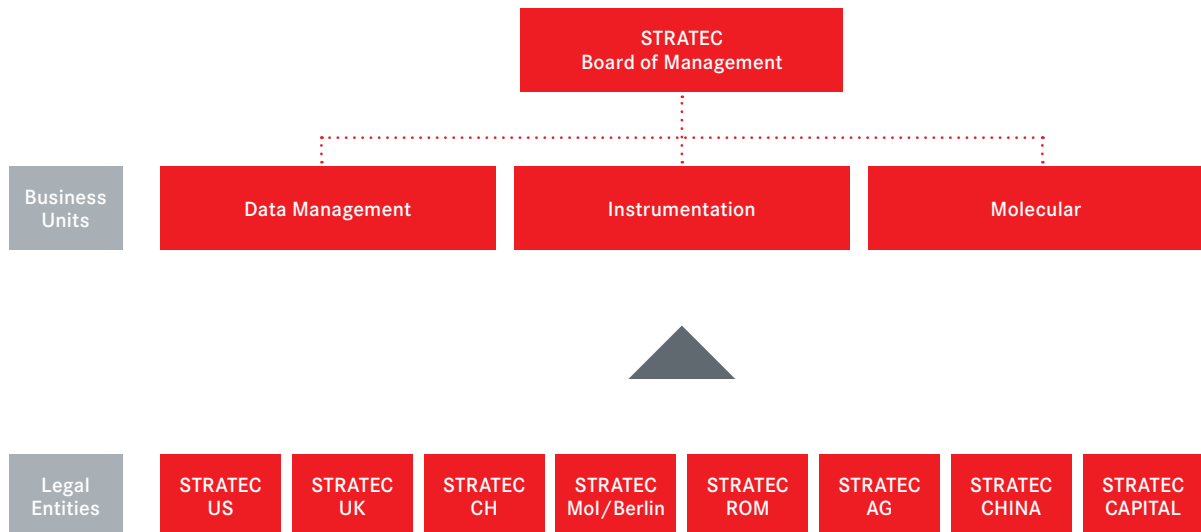 STRATEC
Board of Management
Business
Units
Data Management
Instrumentation
Molecular
Legal
Entities
STRATEC
US
STRATEC
UK
STRATEC
CH
STRATEC
Mol/Berlin
STRATEC
ROM
STRATEC
AG
STRATEC
CHINA
STRATEC
CAPITAL